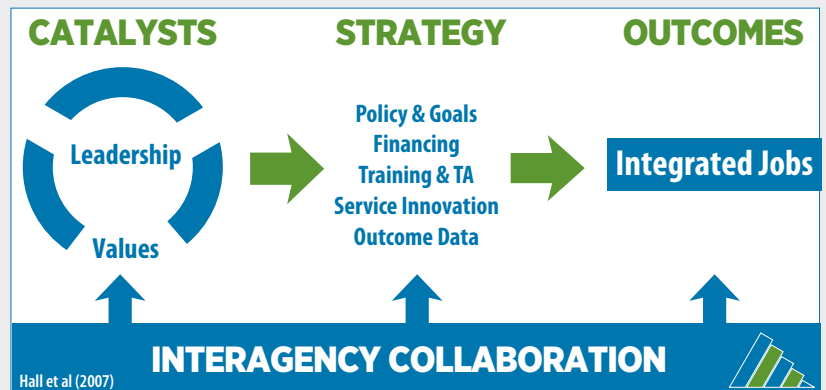 CATALYSTS
STRATEGY
OUTCOMES
Leadership
Values
Policy & Goals
Financing
Training & TA
Service Innovation
Outcome Data
Integrated Jobs
INTERAGENCY COLLABORATION
Hall et al (2007)